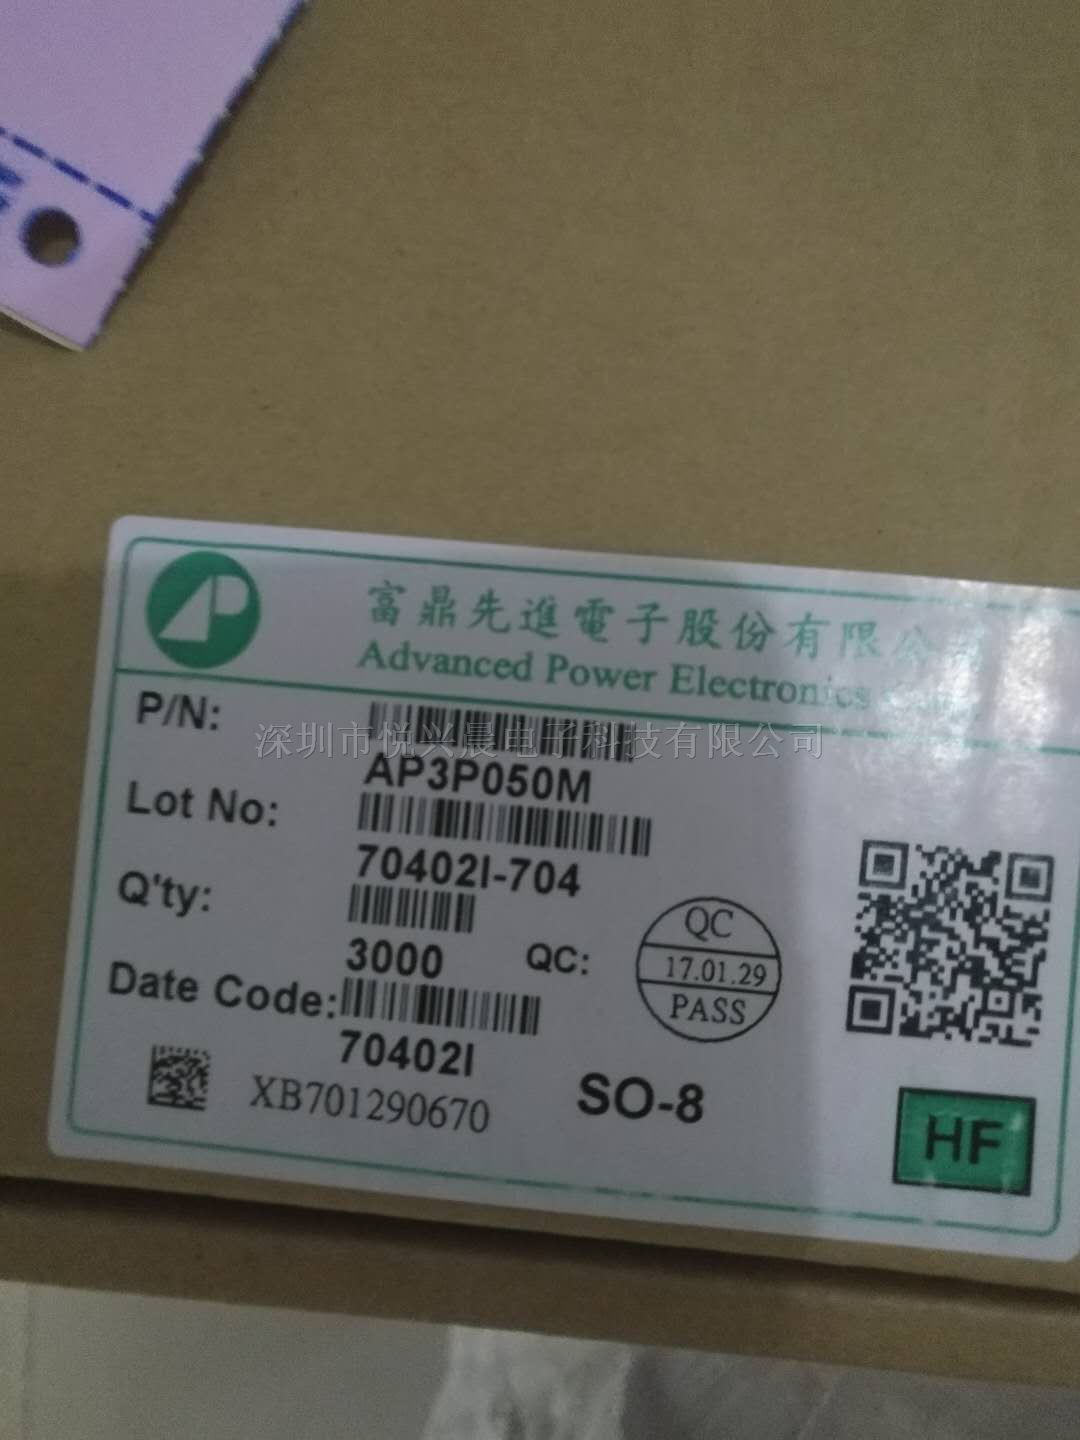 AP
富鼎先進電子股份有限公
Advanced Power Electronics
P/N:
深圳市悦兴晨电子科技有限公司
AP3P050M
Lot No:
70402I-704
Q'ty:
3000
QC:
QC
17.01.29
PASS
Date Code:
70402I
XB701290670
SO-8
HF